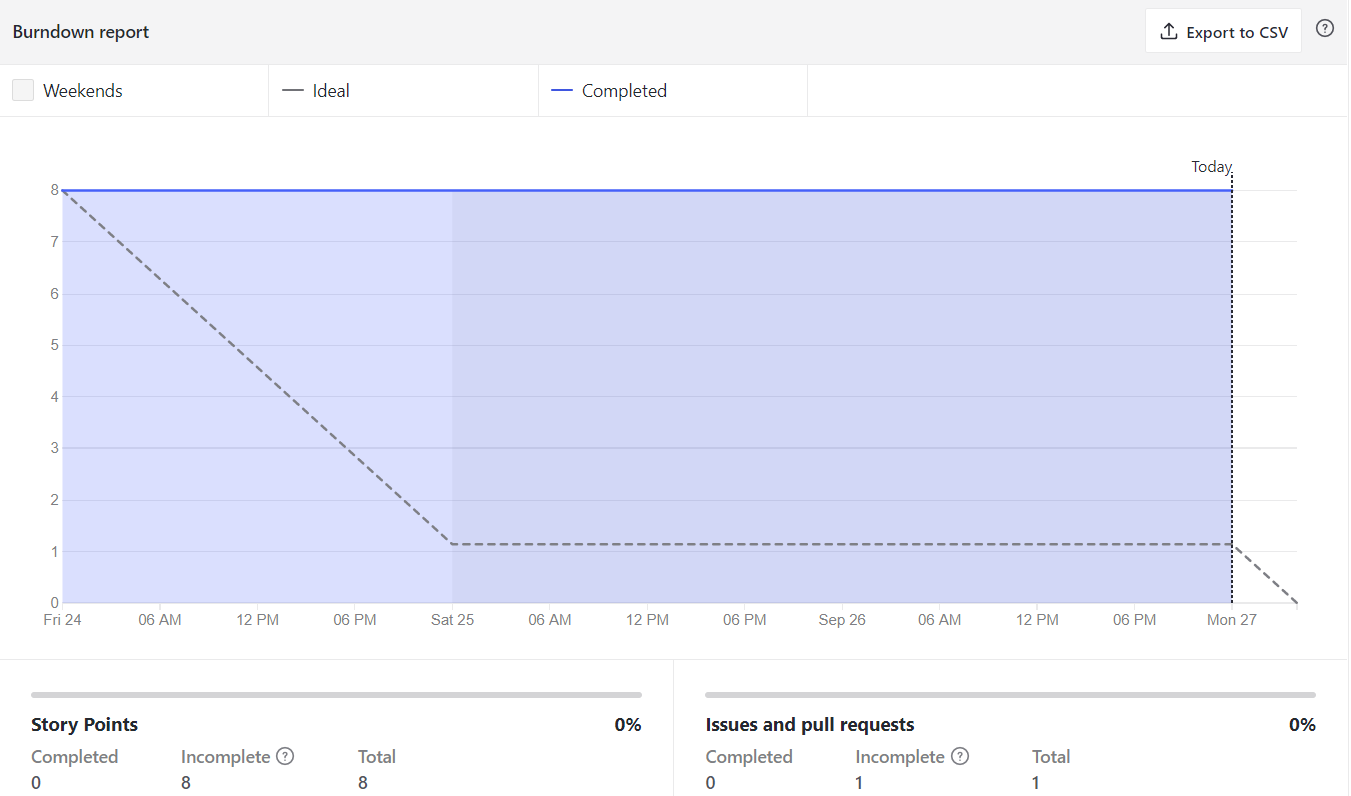 Burndown report
Export to CSV
Weekends
Ideal
Completed
Today
8
7
6
5
4
3
2
1
0
Fri 24 06 AM 12 PM 06 PM Sat 25 06 AM 12 PM 06 PM Sep 26 06 AM 12 PM 06 PM Mon 27
Story Points 0%
Completed Incomplete ? Total
0 8 8
Issues and pull requests 0%
Completed Incomplete ? Total
0 1 1